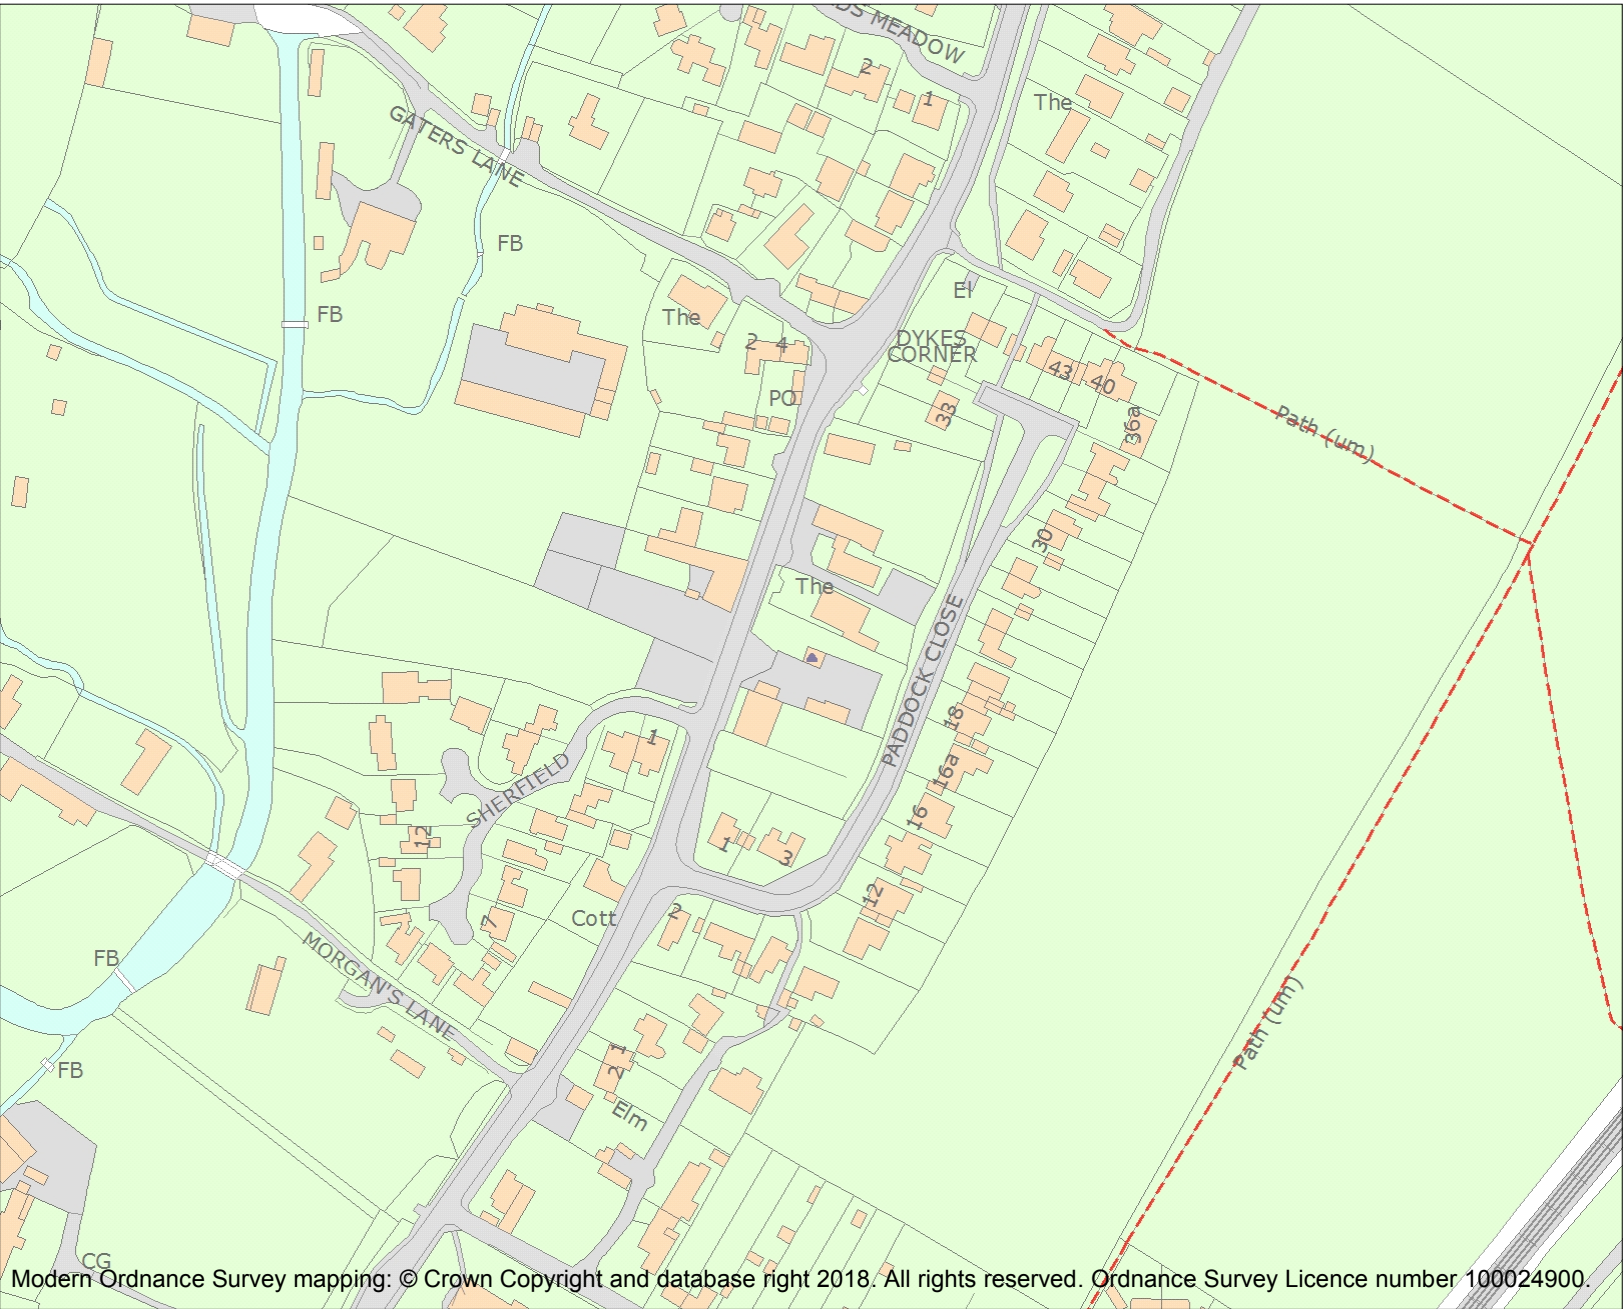 DS MEADOW
2
1
The
GATERS LANE
FB
El
FB
The
2 4
DYKES
CORNER
43
40
PO
33
36a
Path (um)
30
The
PADDOCK CLOSE
18
1
SHERFIELD
16a
16
12
1
3
12
2
7
Cott
MORGAN'S LANE
FB
Path (um)
1
2
FB
Elm
CG
Modern Ordnance Survey mapping: © Crown Copyright and database right 2018. All rights reserved. Ordnance Survey Licence number 100024900.